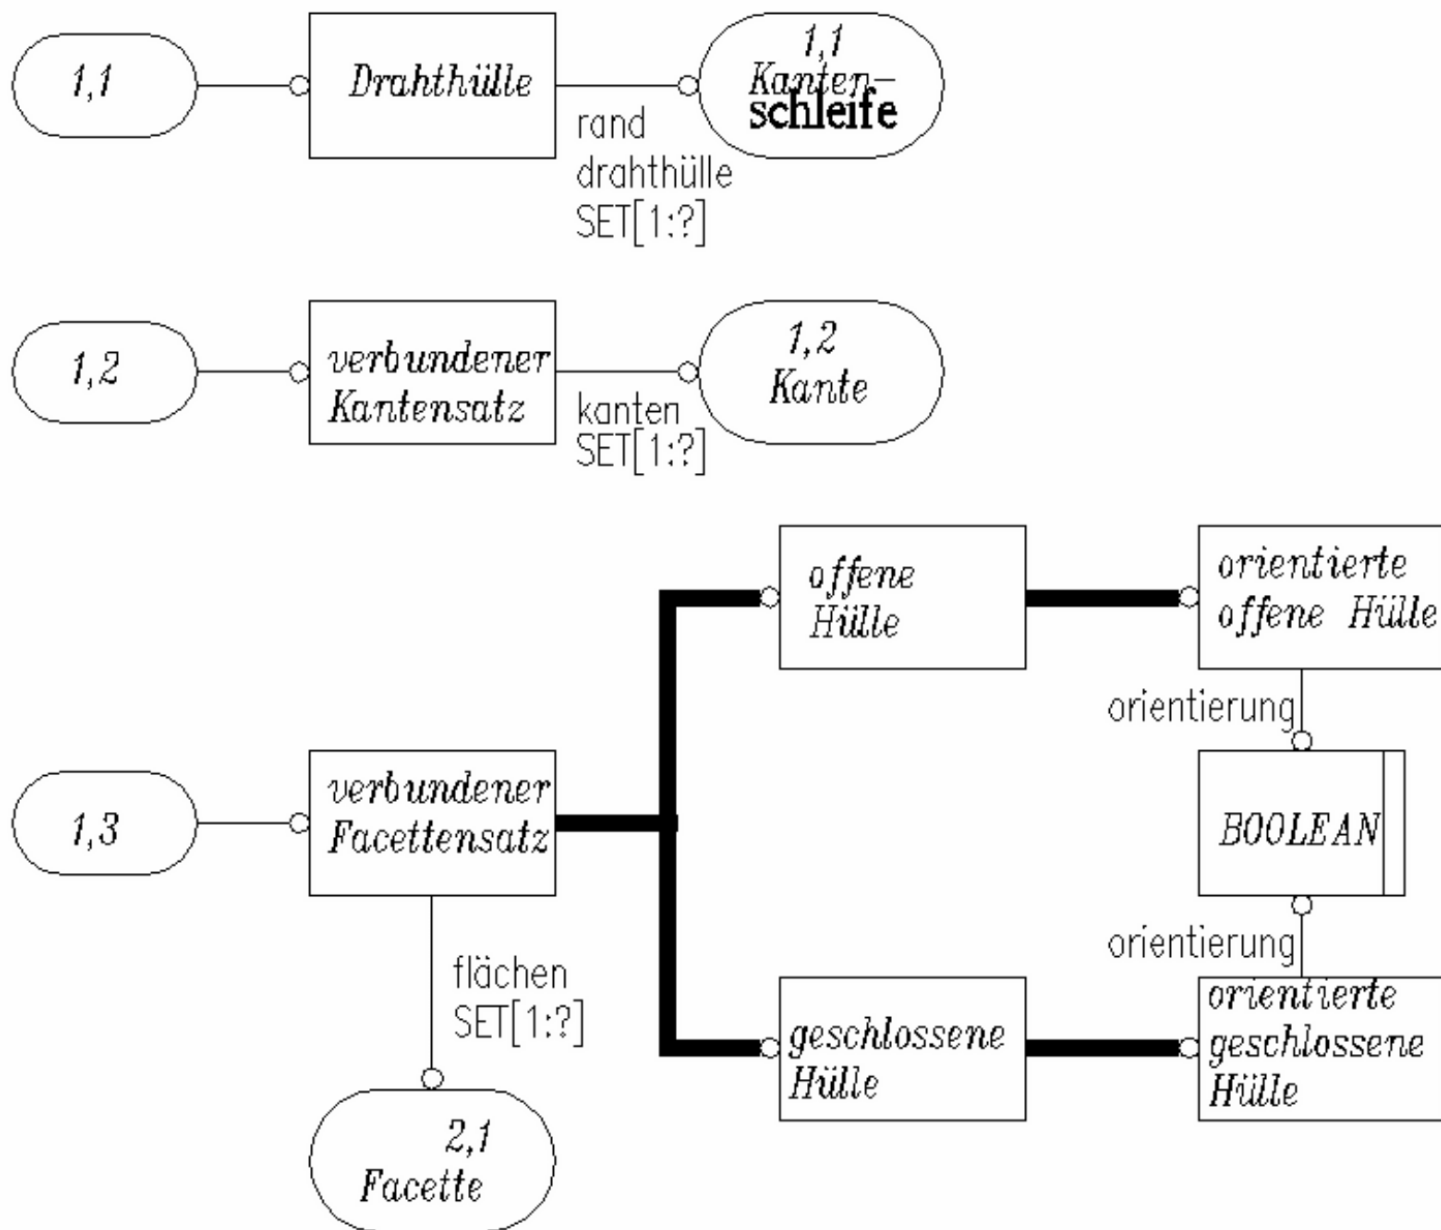 1,1
Drahthülle
rand
drahthülle
SET[1:?]
1,1
Kanten-
schleife
1,2
verbundener
Kantensatz
kanten
SET[1:?]
1,2
Kante
offene
Hülle
orientierte
offene Hülle
orientierung
1,3
verbundener
Facettensatz
BOOLEAN
flächen
SET[1:?]
orientierung
geschlossene
Hülle
orientierte
geschlossene
Hülle
2,1
Facette